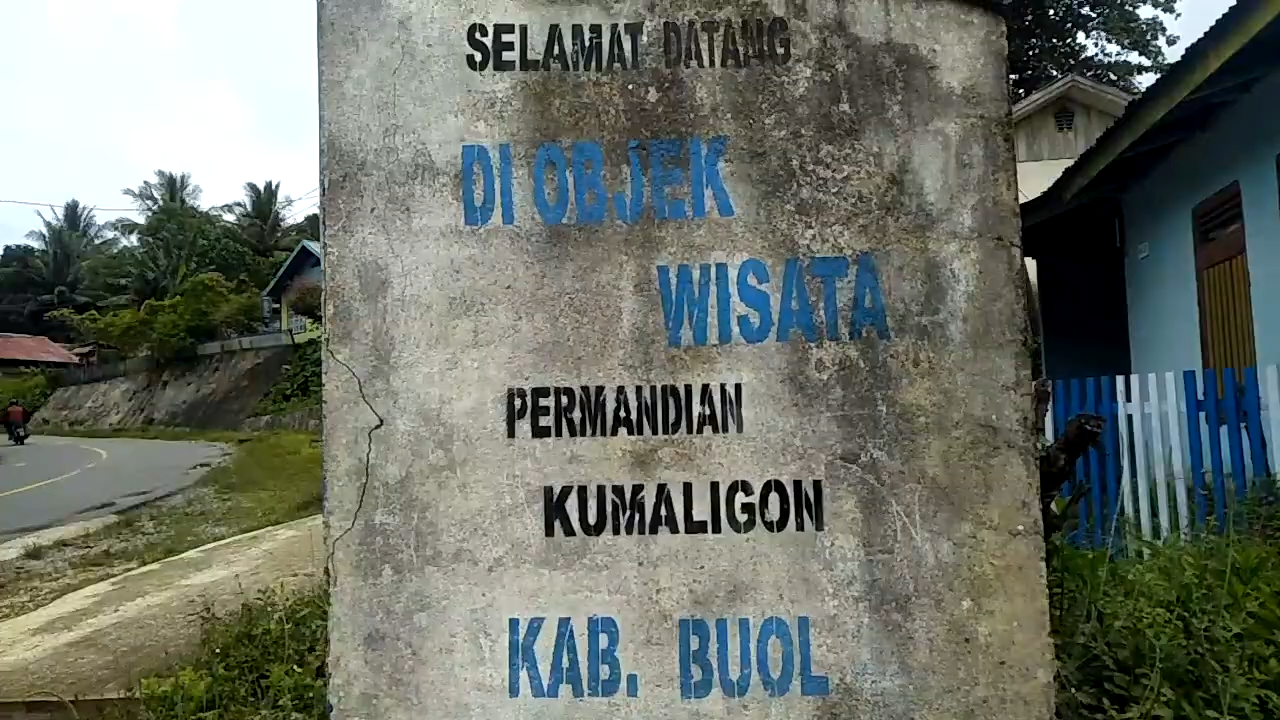 SELAMAT DATANG
DI OBJEK
WISATA
PERMANDIAN
KUMALIGON
KAB. BUOL